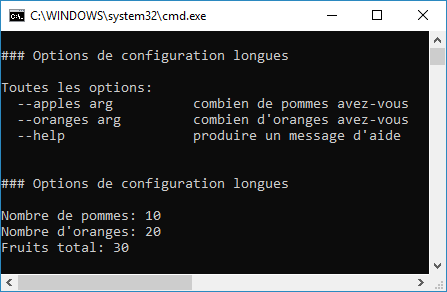 C:\WINDOWS\system32\cmd.exe
### Options de configuration longues
Toutes les options:
--apples arg combien de pommes avez-vous
--oranges arg combien d'oranges avez-vous
--help produire un message d'aide
### Options de configuration longues
Nombre de pommes: 10
Nombre d'oranges: 20
Fruits total: 30